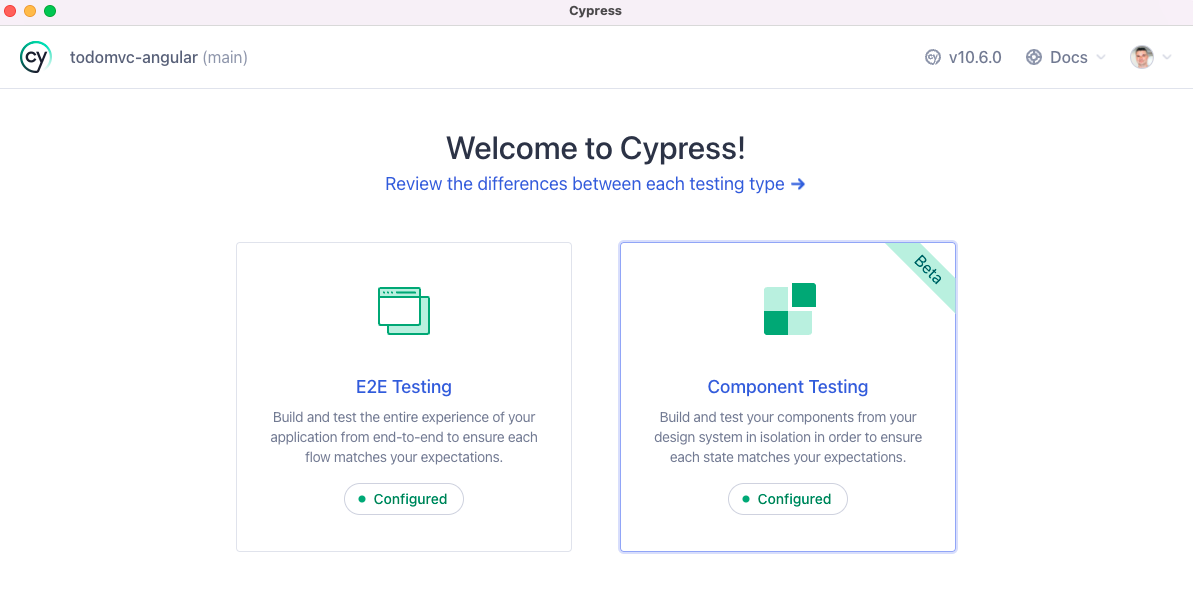 Cypress
cy
todomvc-angular (main)
cy v10.6.0
Docs
Welcome to Cypress!
Review the differences between each testing type →
E2E Testing
Build and test the entire experience of your
application from end-to-end to ensure each
flow matches your expectations.
Configured
Beta
Component Testing
Build and test your components from your
design system in isolation in order to ensure
each state matches your expectations.
Configured